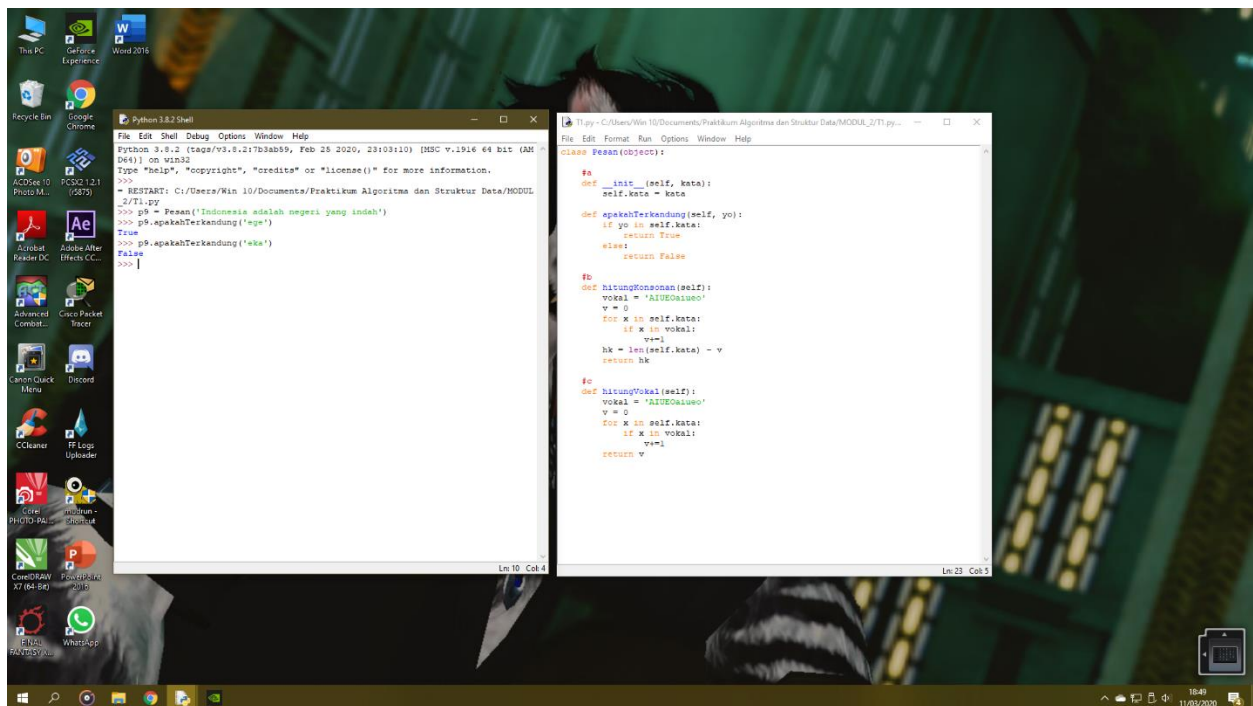 This PC
GeForce Experience
Word 2016
Recycle Bin
Google Chrome
ACDSee 10 Photo M...
PCSX2 1.2.1 (r5875)
Acrobat Reader DC
Adobe After Effects CC...
Advanced Combat...
Cisco Packet Tracer
Canon Quick Menu
Discord
CCleaner
FF Logs Uploader
Corel PHOTO-PAI...
mudrun - Shortcut
CorelDRAW X7 (64-Bit)
PowerPoint 2016
FINAL FANTASY X...
WhatsApp
Python 3.8.2 Shell
File Edit Shell Debug Options Window Help
Python 3.8.2 (tags/v3.8.2:7b3ab59, Feb 25 2020, 23:03:10) [MSC v.1916 64 bit (AM
D64)] on win32
Type "help", "copyright", "credits" or "license()" for more information.
>>>
= RESTART: C:/Users/Win 10/Documents/Praktikum Algoritma dan Struktur Data/MODUL
_2/T1.py
>>> p9 = Pesan('Indonesia adalah negeri yang indah')
>>> p9.apakahTerkandung('ege')
True
>>> p9.apakahTerkandung('eka')
False
>>>
Ln: 10 Col: 4
T1.py - C:/Users/Win 10/Documents/Praktikum Algoritma dan Struktur Data/MODUL_2/T1.py...
File Edit Format Run Options Window Help
class Pesan(object):
#a
def __init__(self, kata):
self.kata = kata
def apakahTerkandung(self, yo):
if yo in self.kata:
return True
else:
return False
#b
def hitungKonsonan(self):
vokal = 'AIUEOaiueo'
v = 0
for x in self.kata:
if x in vokal:
v+=1
hk = len(self.kata) - v
return hk
#c
def hitungVokal(self):
vokal = 'AIUEOaiueo'
v = 0
for x in self.kata:
if x in vokal:
v+=1
return v
Ln: 23 Col: 5
18:49
11/03/2020